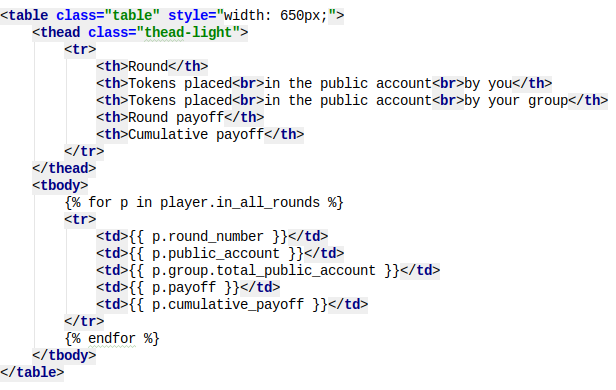 <table class="table" style="width: 650px;">
    <thead class="thead-light">
        <tr>
            <th>Round</th>
            <th>Tokens placed<br>in the public account<br>by you</th>
            <th>Tokens placed<br>in the public account<br>by your group</th>
            <th>Round payoff</th>
            <th>Cumulative payoff</th>
        </tr>
    </thead>
    <tbody>
        {% for p in player.in_all_rounds %}
        <tr>
            <td>{{ p.round_number }}</td>
            <td>{{ p.public_account }}</td>
            <td>{{ p.group.total_public_account }}</td>
            <td>{{ p.payoff }}</td>
            <td>{{ p.cumulative_payoff }}</td>
        </tr>
        {% endfor %}
    </tbody>
</table>